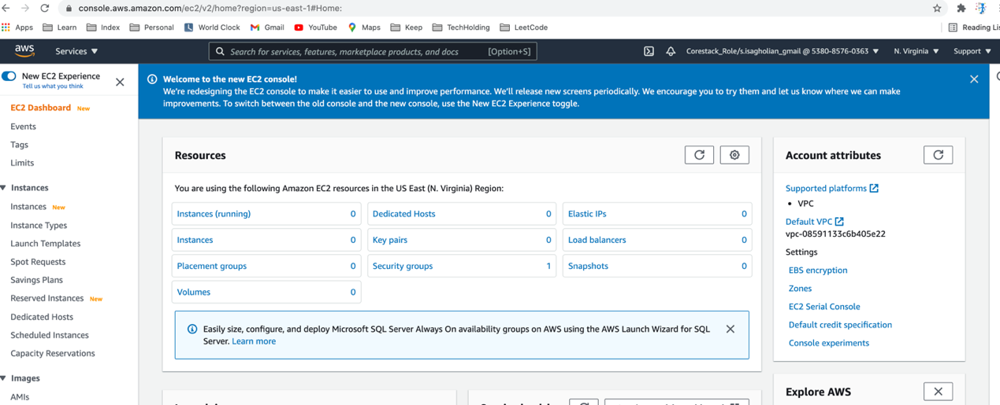 console.aws.amazon.com/ec2/v2/home?region=us-east-1#Home:
Apps Learn Index Personal World Clock Gmail YouTube Maps Keep TechHolding LeetCode Reading
aws Services ▼ Search for services, features, marketplace products, and docs [Option+S] Corestack_Role/s.isagholian_gmail @ 5380-8576-0363 ▼ N. Virginia ▼ Support ▼
New EC2 Experience
Tell us what you think
EC2 Dashboard New
Events
Tags
Limits
Instances
Instances New
Instance Types
Launch Templates
Spot Requests
Savings Plans
Reserved Instances New
Dedicated Hosts
Scheduled Instances
Capacity Reservations
Images
AMIs
Welcome to the new EC2 console!
We're redesigning the EC2 console to make it easier to use and improve performance. We'll release new screens periodically. We encourage you to try them and let us know where we can make
improvements. To switch between the old console and the new console, use the New EC2 Experience toggle.
Resources
You are using the following Amazon EC2 resources in the US East (N. Virginia) Region:
Instances (running) 0 Dedicated Hosts 0 Elastic IPs 0
Instances 0 Key pairs 0 Load balancers 0
Placement groups 0 Security groups 1 Snapshots 0
Volumes 0
Easily size, configure, and deploy Microsoft SQL Server Always On availability groups on AWS using the AWS Launch Wizard for SQL
Server. Learn more
Account attributes
Supported platforms
• VPC
Default VPC
vpc-08591133c6b405e22
Settings
EBS encryption
Zones
EC2 Serial Console
Default credit specification
Console experiments
Explore AWS